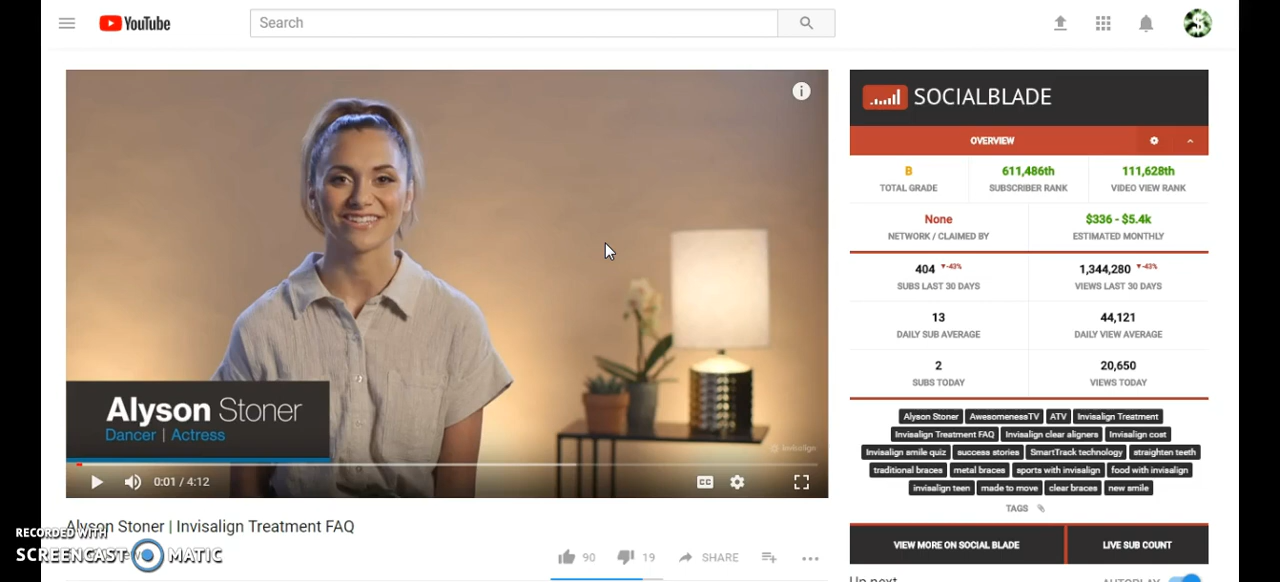 YouTube
Search
SOCIALBLADE
OVERVIEW
B
TOTAL GRADE
611,486th
SUBSCRIBER RANK
111,628th
VIDEO VIEW RANK
None
NETWORK / CLAIMED BY
$336 - $5.4k
ESTIMATED MONTHLY
404 ▼-43%
SUBS LAST 30 DAYS
1,344,280 ▼-43%
VIEWS LAST 30 DAYS
13
DAILY SUB AVERAGE
44,121
DAILY VIEW AVERAGE
2
SUBS TODAY
20,650
VIEWS TODAY
Alyson Stoner AwesomenessTV ATV Invisalign Treatment
Invisalign Treatment FAQ Invisalign clear aligners Invisalign cost
Invisalign smile quiz success stories SmartTrack technology straighten teeth
traditional braces metal braces sports with invisalign food with invisalign
invisalign teen made to move clear braces new smile
TAGS
VIEW MORE ON SOCIAL BLADE
LIVE SUB COUNT
Alyson Stoner
Dancer | Actress
invisalign
0:01 / 4:12
CC
Alyson Stoner | Invisalign Treatment FAQ
RECORDED WITH
SCREENCAST MATIC
90
19
SHARE
Up next
AUTOPLAY